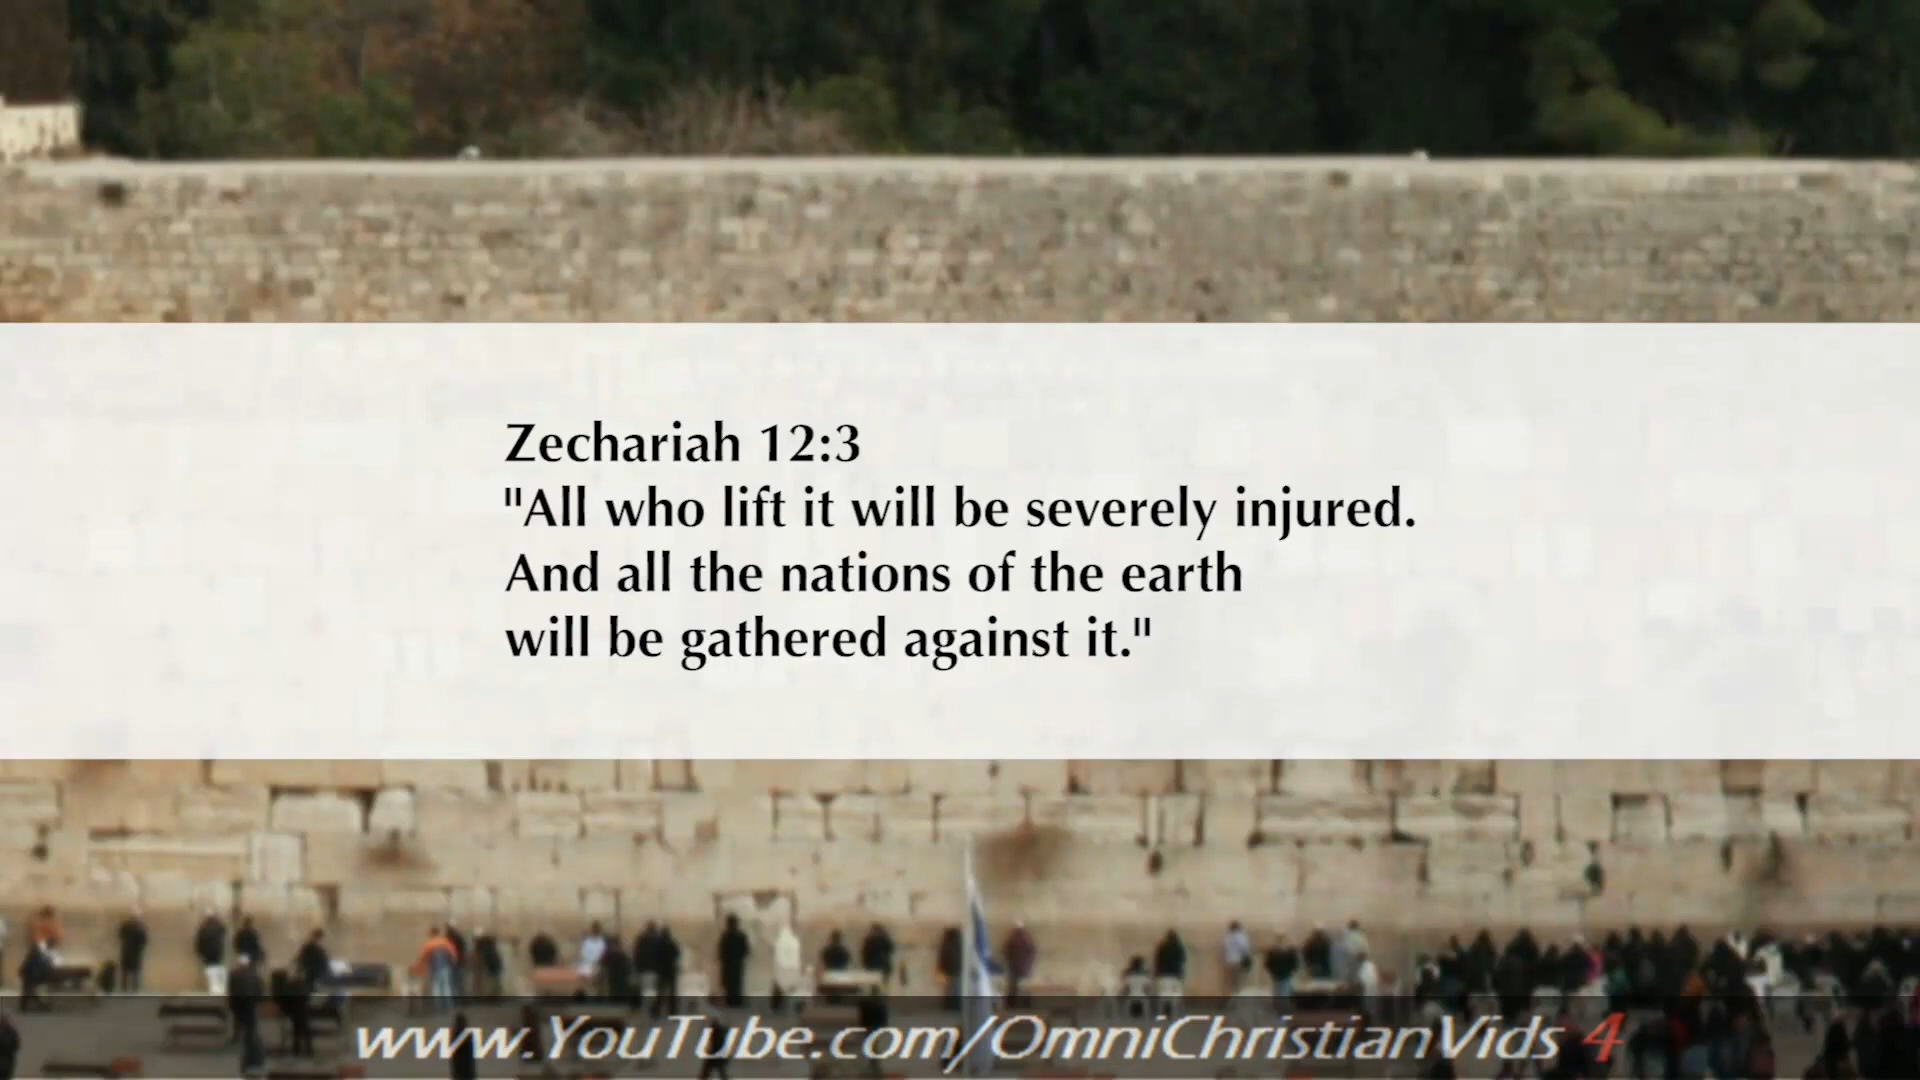 Zechariah 12:3
"All who lift it will be severely injured.
And all the nations of the earth
will be gathered against it."
www.YouTube.com/OmniChristianVids 4